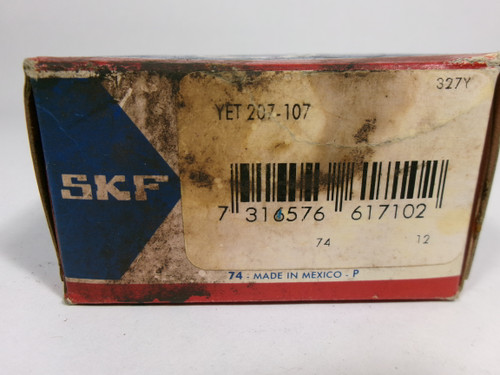 327Y
YET 207-107
SKF
7 316576 617102
74 12
74 - MADE IN MEXICO - P